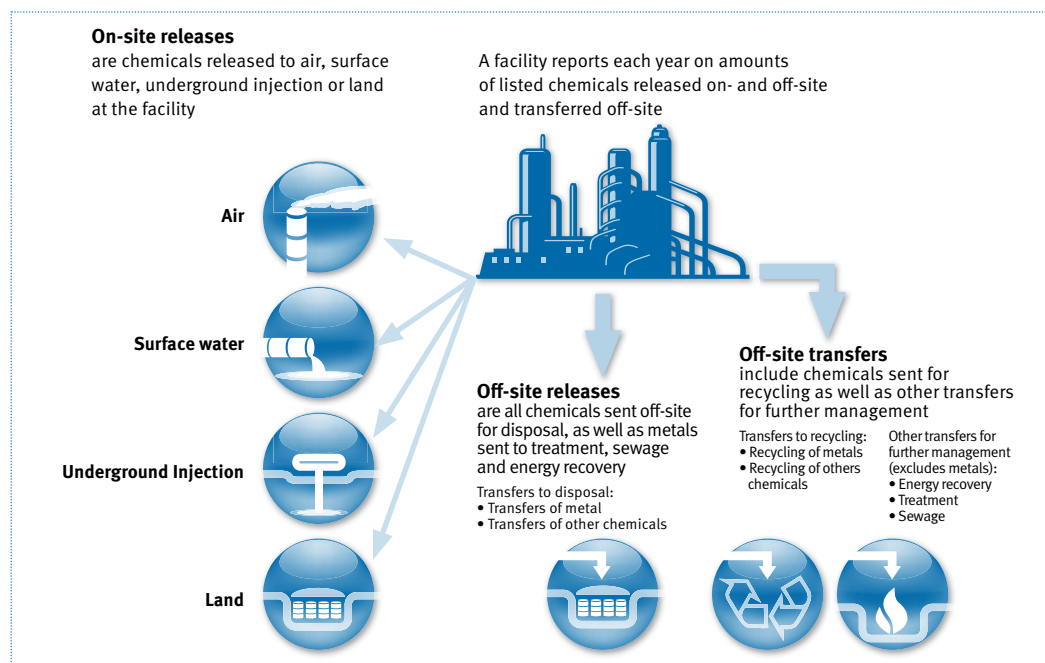 On-site releases
are chemicals released to air, surface
water, underground injection or land
at the facility
A facility reports each year on amounts
of listed chemicals released on- and off-site
and transferred off-site
Air
Surface water
Underground Injection
Land
Off-site releases
are all chemicals sent off-site
for disposal, as well as metals
sent to treatment, sewage
and energy recovery
Transfers to disposal:
• Transfers of metal
• Transfers of other chemicals
Off-site transfers
include chemicals sent for
recycling as well as other transfers
for further management
Transfers to recycling:
• Recycling of metals
• Recycling of others
chemicals
Other transfers for
further management
(excludes metals):
• Energy recovery
• Treatment
• Sewage